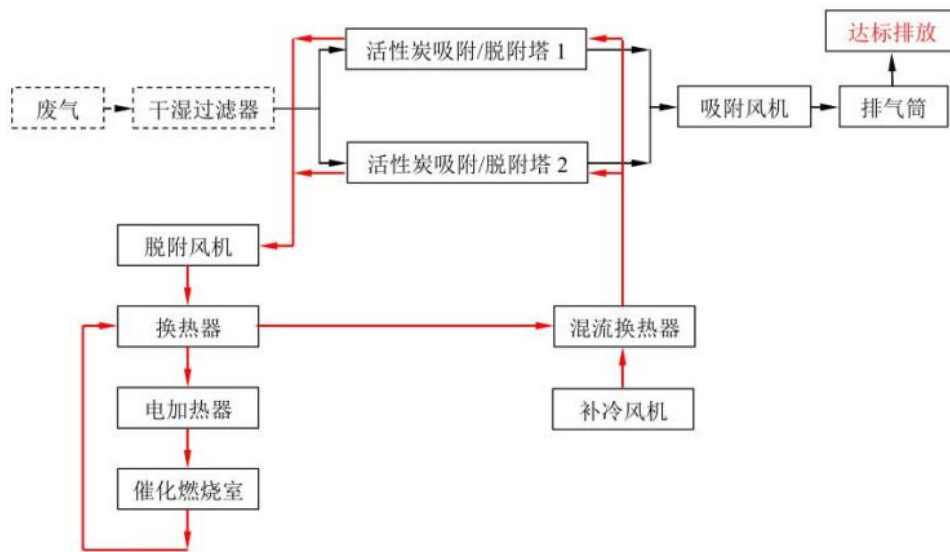 达标排放
活性炭吸附/脱附塔 1
废气
干湿过滤器
吸附风机
排气筒
活性炭吸附/脱附塔 2
脱附风机
换热器
混流换热器
电加热器
补冷风机
催化燃烧室